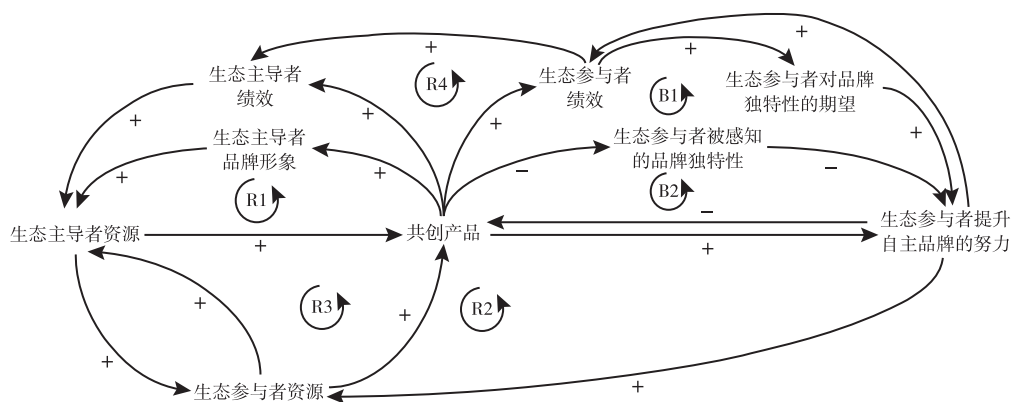 +
+
生态主导者
绩效
R4
生态参与者
绩效
+
B1
生态参与者对品牌
独特性的期望
+
+
+
+
生态主导者
品牌形象
生态参与者被感知
的品牌独特性
+
+
−
−
R1
B2
生态主导者资源
+
共创产品
−
+
生态参与者提升
自主品牌的努力
+
R3
+
R2
+
生态参与者资源
+